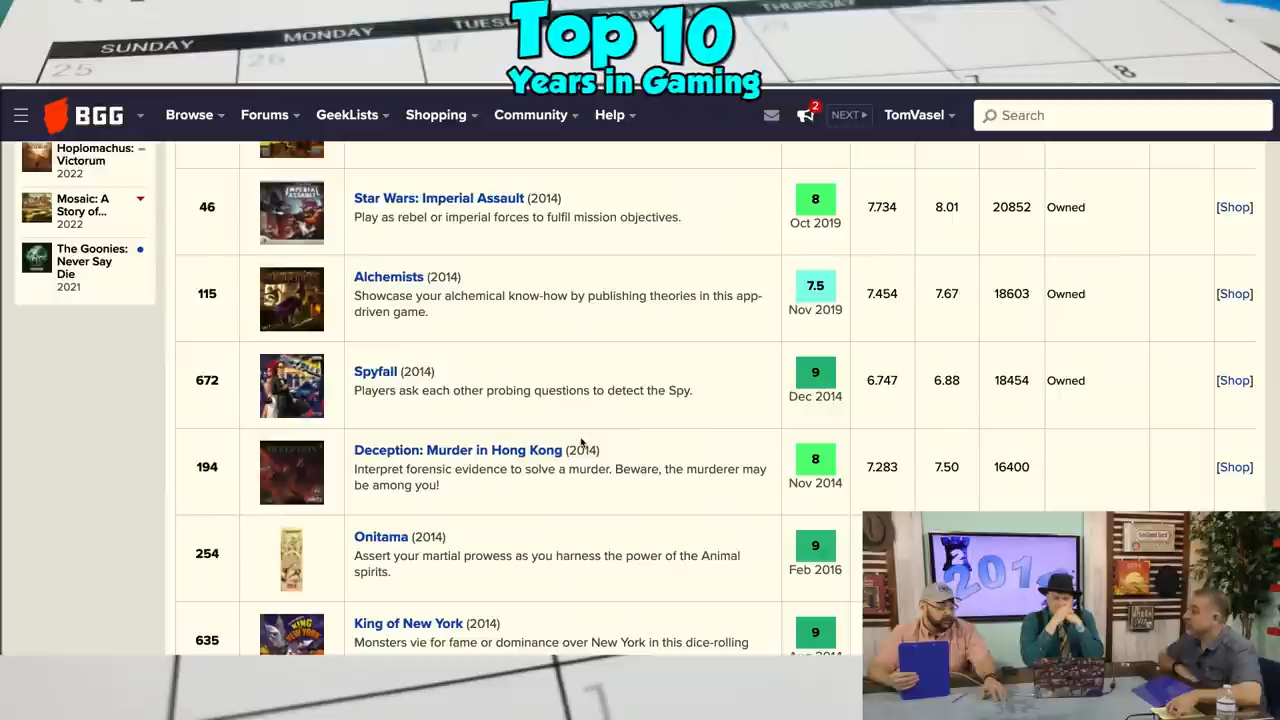 Top 10
Years in Gaming
SUNDAY
MONDAY
THURSDAY
25
26
27
8
BGG
Browse
Forums
GeekLists
Shopping
Community
Help
2
NEXT
TomVasel
Search
Hoplomachus:
Victorum
2022
Mosaic: A
Story of...
2022
The Goonies:
Never Say
Die
2021
46
Star Wars: Imperial Assault (2014)
Play as rebel or imperial forces to fulfil mission objectives.
8
Oct 2019
7.734
8.01
20852
Owned
[Shop]
115
Alchemists (2014)
Showcase your alchemical know-how by publishing theories in this app-
driven game.
7.5
Nov 2019
7.454
7.67
18603
Owned
[Shop]
672
Spyfall (2014)
Players ask each other probing questions to detect the Spy.
9
Dec 2014
6.747
6.88
18454
Owned
[Shop]
194
Deception: Murder in Hong Kong (2014)
Interpret forensic evidence to solve a murder. Beware, the murderer may
be among you!
8
Nov 2014
7.283
7.50
16400
[Shop]
254
Onitama (2014)
Assert your martial prowess as you harness the power of the Animal
spirits.
9
Feb 2016
635
King of New York (2014)
Monsters vie for fame or dominance over New York in this dice-rolling
9